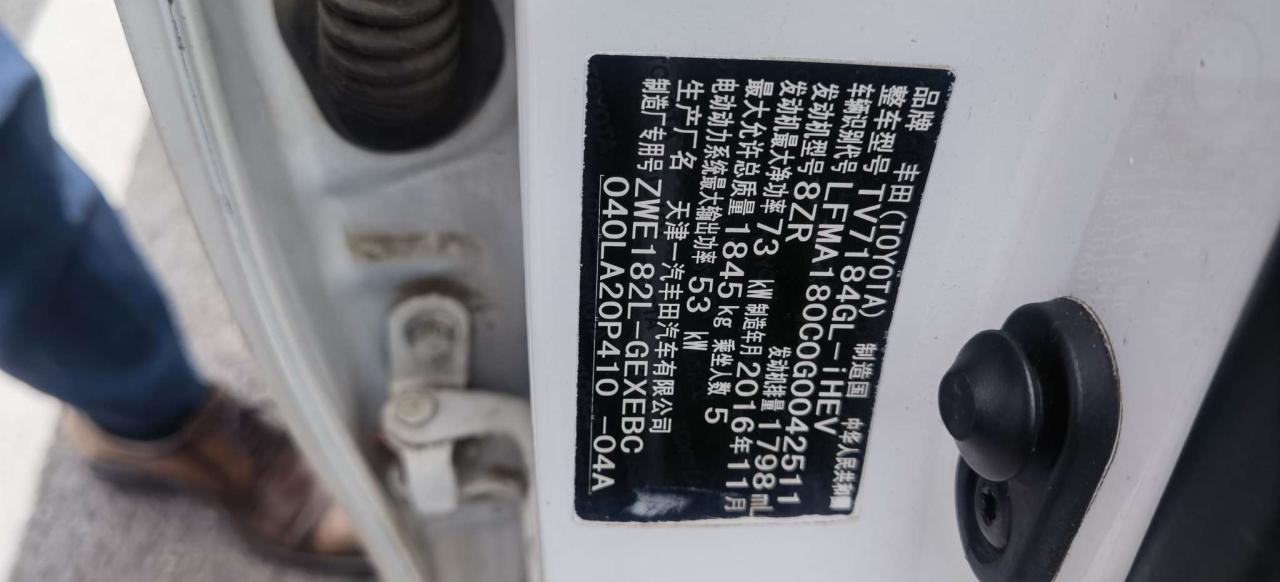 品牌 丰田(TOYOTA) 制造国 中华人民共和国
整车型号 TV7184GL-iHEV
车辆识别代号 LFMA180C0G0042511
发动机型号 8ZR 发动机排量 1798 mL
发动机最大净功率 73 kW 制造年月 2016年11月
最大允许总质量 1845 kg 乘坐人数 5
电动动力系统最大输出功率 53 kW
生产厂名 天津一汽丰田汽车有限公司
制造厂专用号 ZWE182L-GEXEBC
040LA20P410 -04A